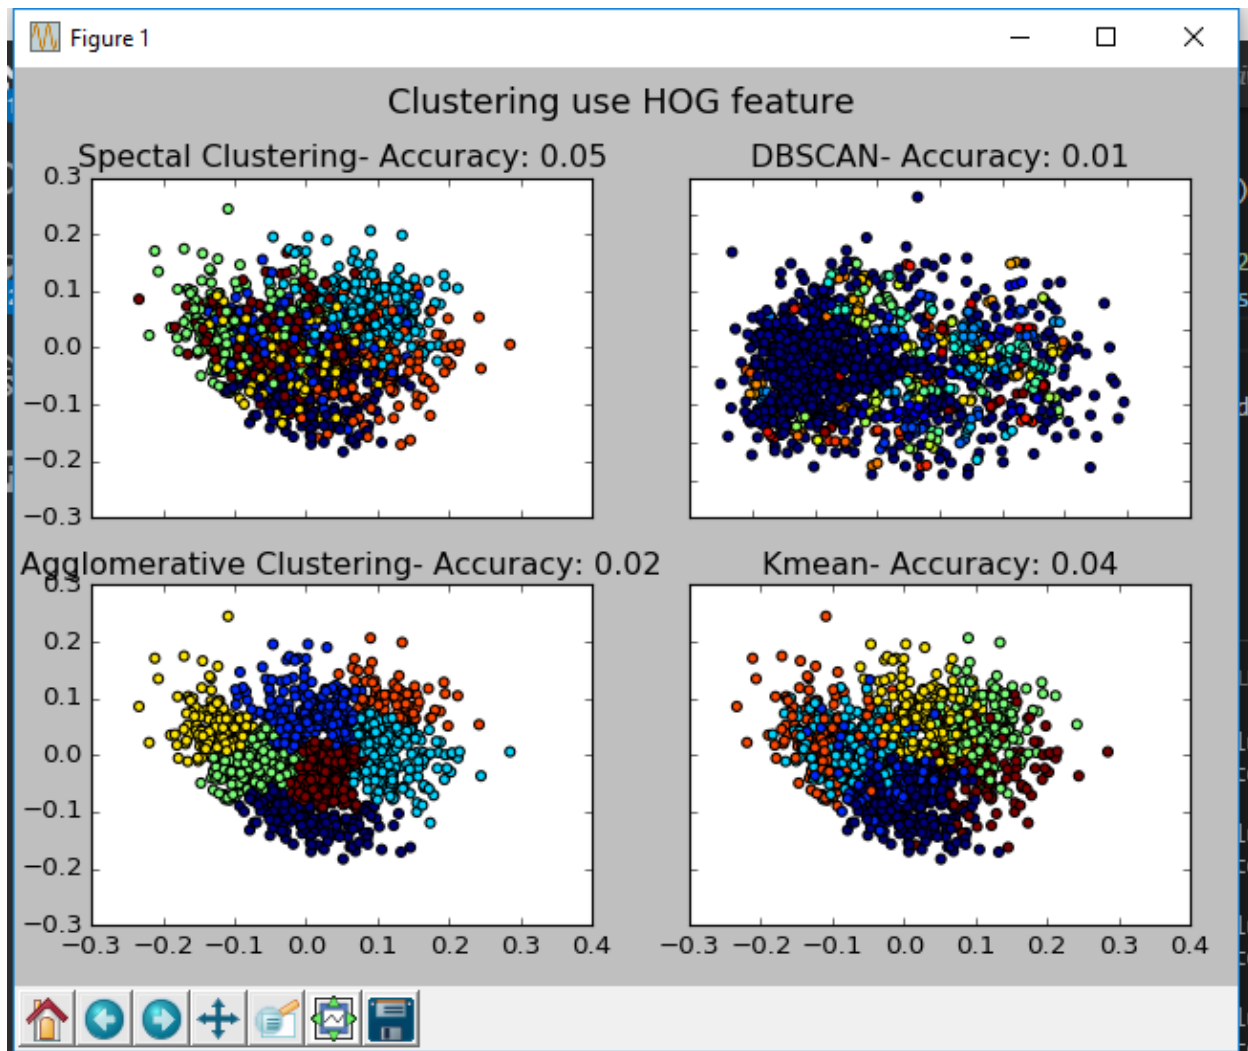 Figure 1
Clustering use HOG feature
Spectal Clustering- Accuracy: 0.05
DBSCAN- Accuracy: 0.01
0.3
0.2
0.1
0.0
−0.1
−0.2
−0.3
Agglomerative Clustering- Accuracy: 0.02
Kmean- Accuracy: 0.04
0.3
0.2
0.1
0.0
−0.1
−0.2
−0.3
−0.3 −0.2 −0.1 0.0 0.1 0.2 0.3 0.4
−0.3 −0.2 −0.1 0.0 0.1 0.2 0.3 0.4